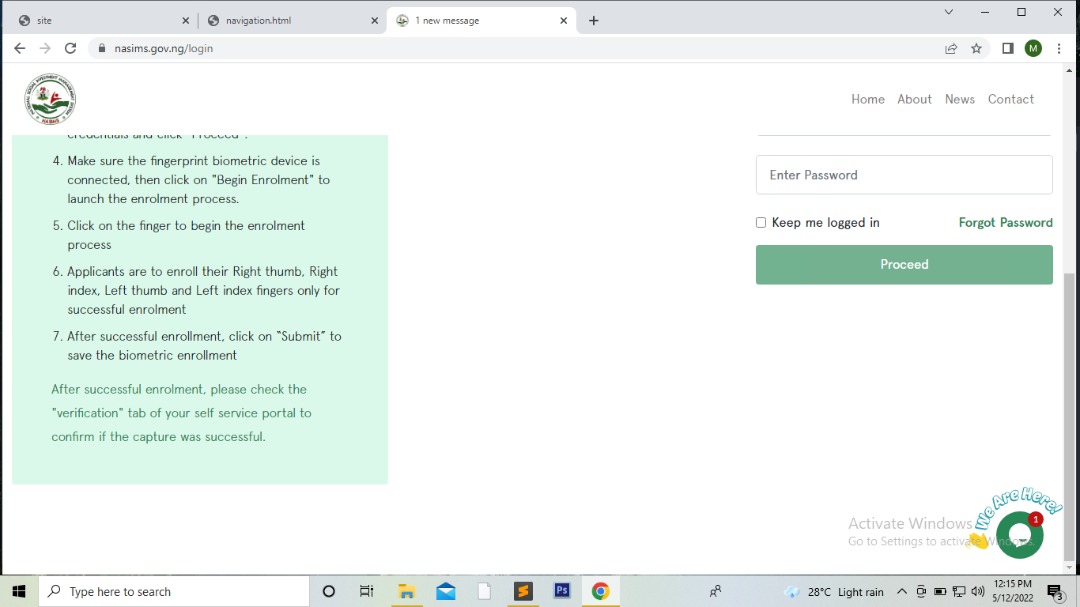 site
navigation.html
1 new message
nasims.gov.ng/login
M
Home About News Contact
4. Make sure the fingerprint biometric device is
connected, then click on "Begin Enrolment" to
launch the enrolment process.
5. Click on the finger to begin the enrolment
process
6. Applicants are to enroll their Right thumb, Right
index, Left thumb and Left index fingers only for
successful enrolment
7. After successful enrollment, click on “Submit” to
save the biometric enrollment
After successful enrolment, please check the
"verification" tab of your self service portal to
confirm if the capture was successful.
Enter Password
Keep me logged in
Forgot Password
Proceed
We Are Here!
1
Activate Windows
Go to Settings to activate Windows.
Type here to search
Ps
28°C Light rain
12:15 PM
5/12/2022
3